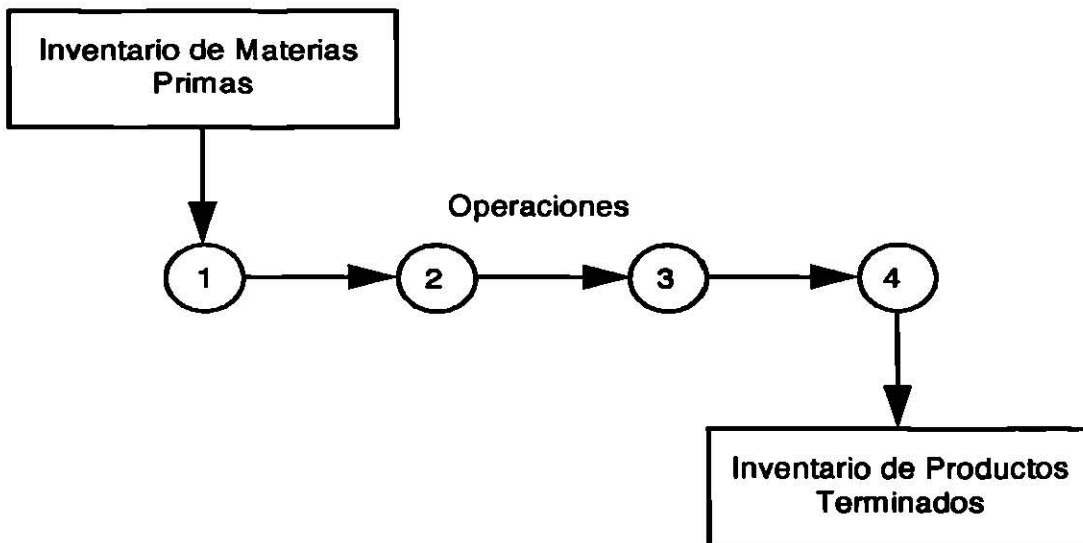 Inventario de Materias
Primas
Operaciones
1
2
3
4
Inventario de Productos
Terminados